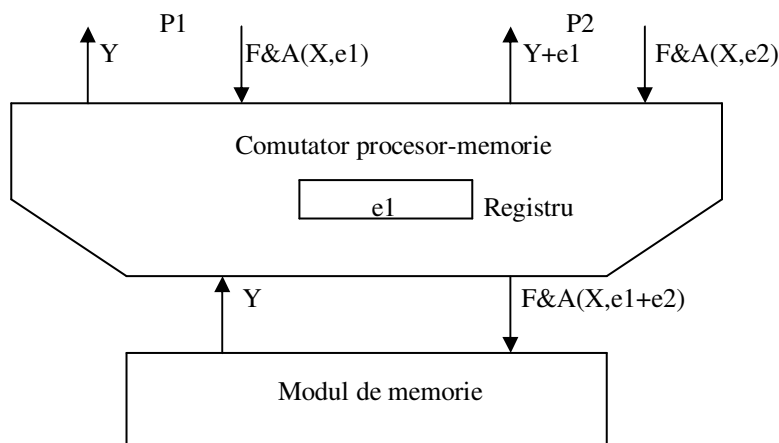 P1 P2
Y F&A(X,e1) Y+e1 F&A(X,e2)
Comutator procesor-memorie
e1 Registru
Y F&A(X,e1+e2)
Modul de memorie